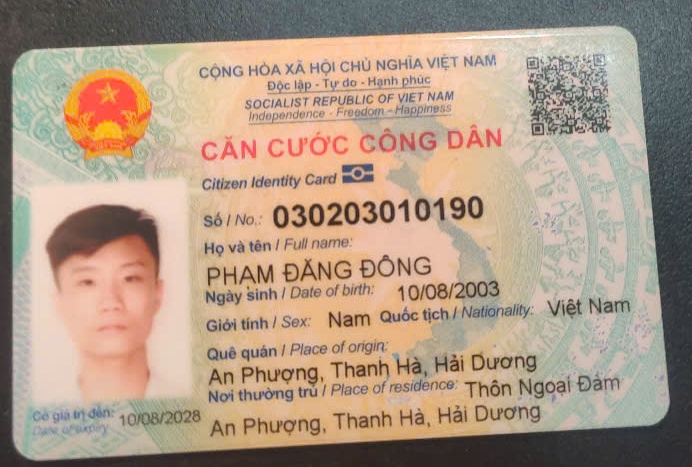 CỘNG HÒA XÃ HỘI CHỦ NGHĨA VIỆT NAM
Độc lập - Tự do - Hạnh phúc
SOCIALIST REPUBLIC OF VIET NAM
Independence - Freedom - Happiness
CĂN CƯỚC CÔNG DÂN
Citizen Identity Card
Số / No.: 030203010190
Họ và tên / Full name:
PHẠM ĐĂNG ĐÔNG
Ngày sinh / Date of birth: 10/08/2003
Giới tính / Sex: Nam Quốc tịch / Nationality: Việt Nam
Quê quán / Place of origin:
An Phượng, Thanh Hà, Hải Dương
Nơi thường trú / Place of residence: Thôn Ngoại Đàm
An Phượng, Thanh Hà, Hải Dương
Có giá trị đến: 10/08/2028
Date of expiry